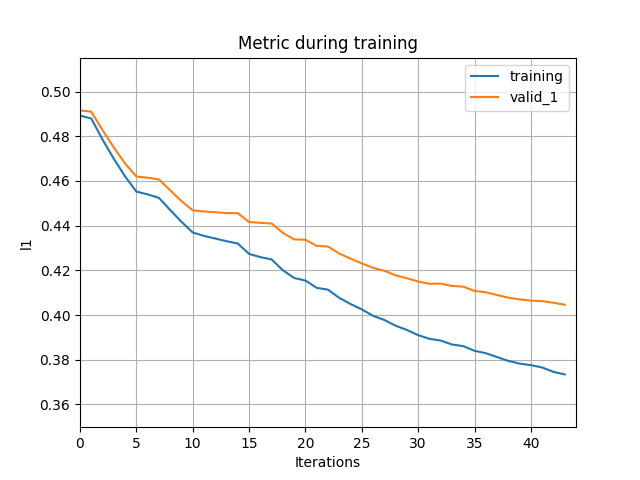 Metric during training
training
valid_1
0.50
0.48
0.46
0.44
0.42
0.40
0.38
0.36
l1
0 5 10 15 20 25 30 35 40
Iterations